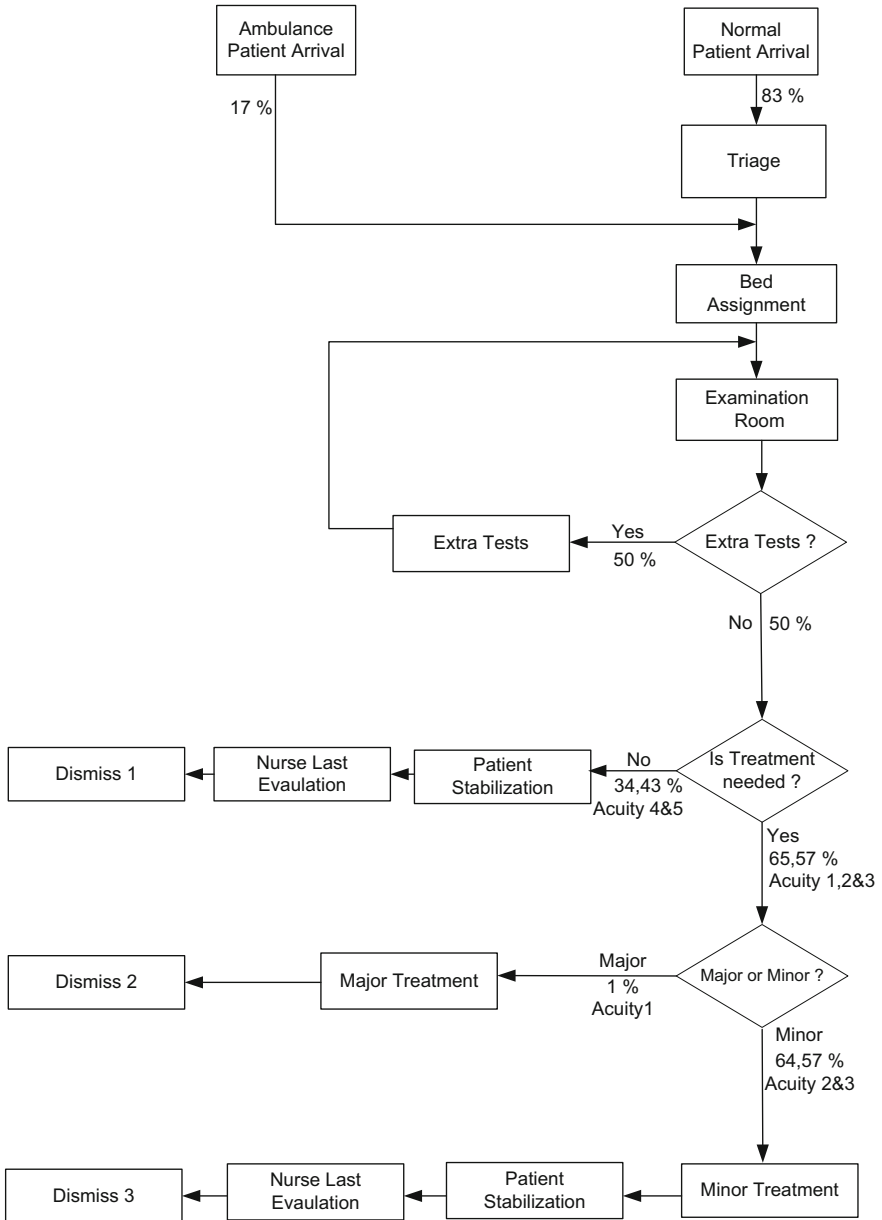 Ambulance
Patient Arrival
Normal
Patient Arrival
17 %
83 %
Triage
Bed
Assignment
Examination
Room
Extra Tests
Yes
50 %
Extra Tests ?
No
50 %
Dismiss 1
Nurse Last
Evaulation
Patient
Stabilization
No
34,43 %
Acuity 4&5
Is Treatment
needed ?
Yes
65,57 %
Acuity 1,2&3
Dismiss 2
Major Treatment
Major
1 %
Acuity1
Major or Minor ?
Minor
64,57 %
Acuity 2&3
Dismiss 3
Nurse Last
Evaulation
Patient
Stabilization
Minor Treatment